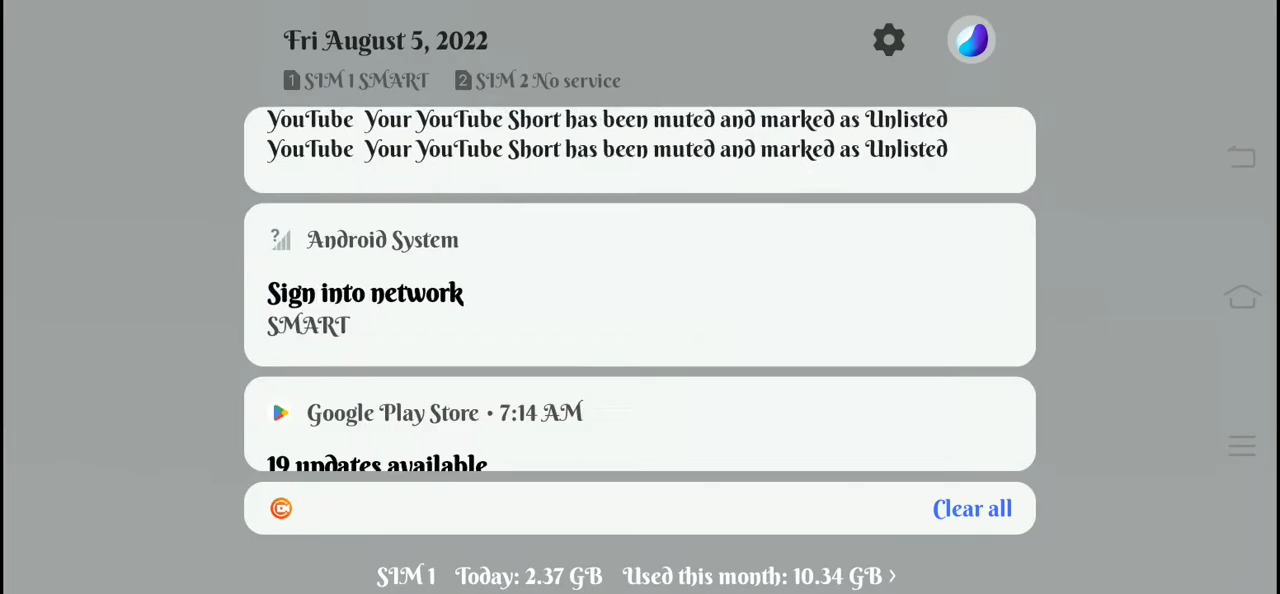 Fri August 5, 2022
1 SIM 1 SMART 2 SIM 2 No service
YouTube Your YouTube Short has been muted and marked as Unlisted
YouTube Your YouTube Short has been muted and marked as Unlisted
? Android System
Sign into network
SMART
Google Play Store • 7:14 AM
19 updates available
Clear all
SIM 1 Today: 2.37 GB Used this month: 10.34 GB ›